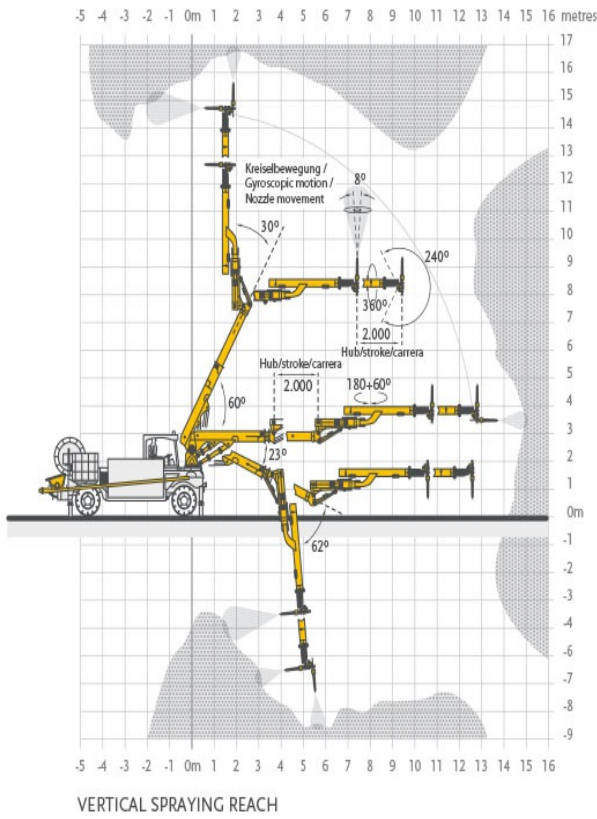 -5 -4 -3 -2 -1 0m 1 2 3 4 5 6 7 8 9 10 11 12 13 14 15 16 metres
17
16
15
14
13
12
11
10
9
8
7
6
5
4
3
2
1
0m
-1
-2
-3
-4
-5
-6
-7
-8
-9
Kreiselbewegung /
Gyroscopic motion /
Nozzle movement
8º
30º
240º
360º
2.000
Hub/stroke/carrera
Hub/stroke/carrera
2.000
180+60º
60º
23º
62º
-5 -4 -3 -2 -1 0m 1 2 3 4 5 6 7 8 9 10 11 12 13 14 15 16
VERTICAL SPRAYING REACH